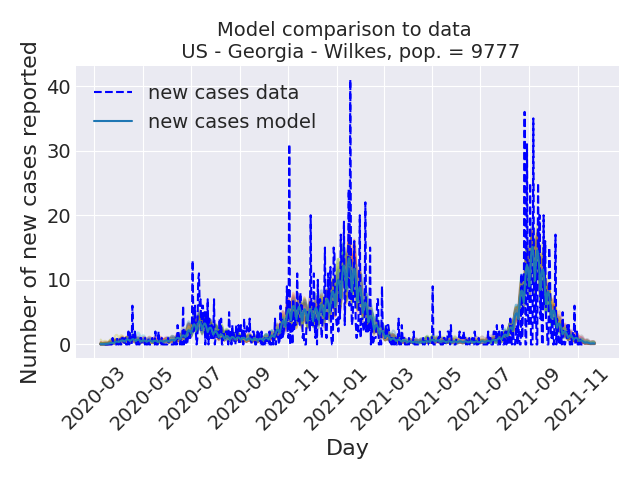 Model comparison to data
US - Georgia - Wilkes, pop. = 9777
Number of new cases reported
40
30
20
10
0
new cases data
new cases model
2020-03
2020-05
2020-07
2020-09
2020-11
2021-01
2021-03
2021-05
2021-07
2021-09
2021-11
Day